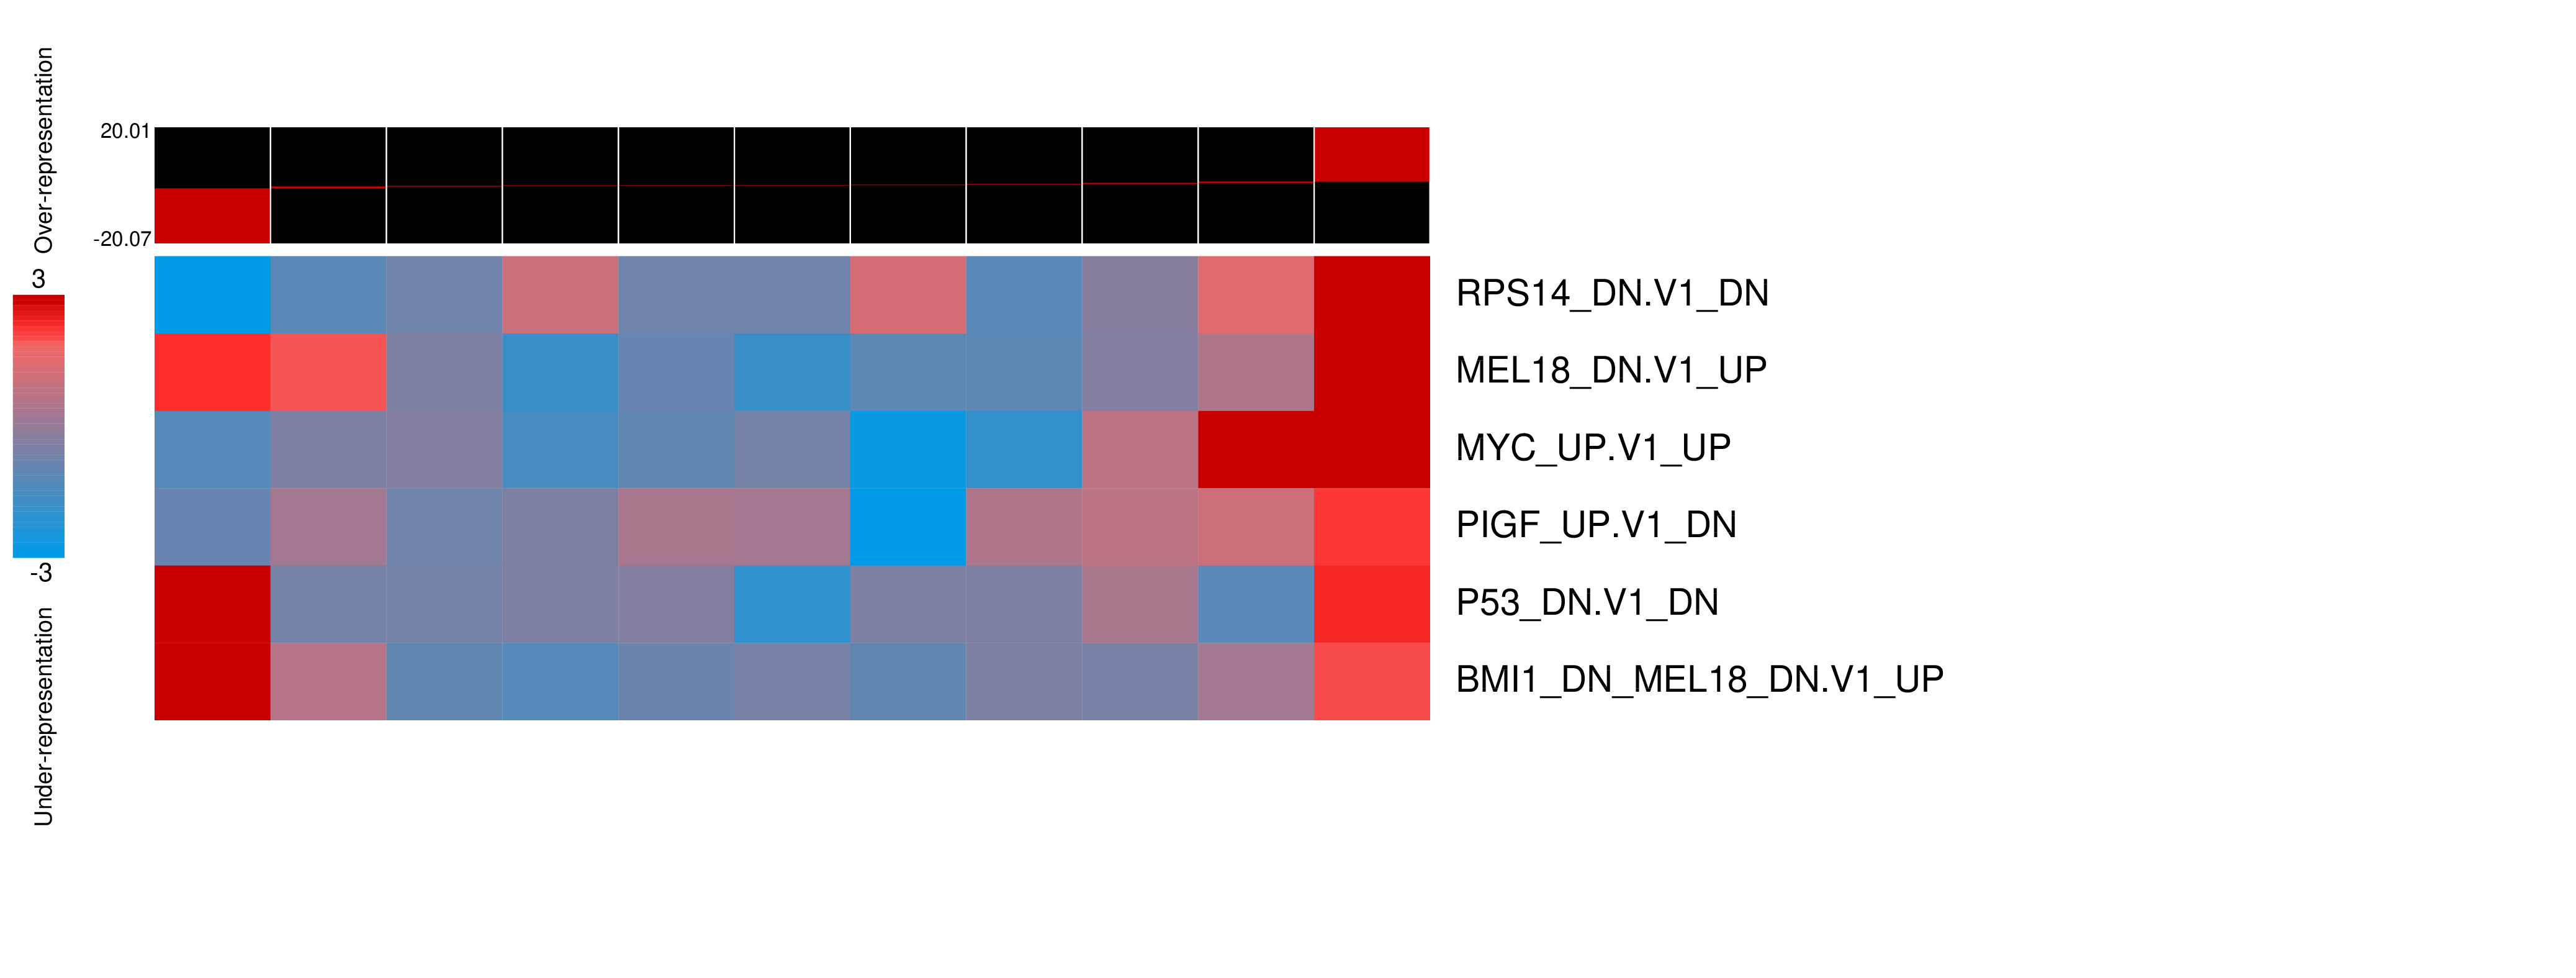 Over-representation
3
-3
Under-representation
20.01
-20.07
RPS14_DN.V1_DN
MEL18_DN.V1_UP
MYC_UP.V1_UP
PIGF_UP.V1_DN
P53_DN.V1_DN
BMI1_DN_MEL18_DN.V1_UP